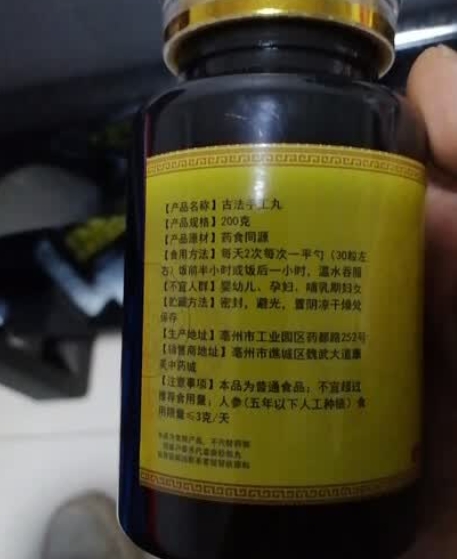 【产品名称】古法手工丸
【产品规格】200克
【产品原材】药食同源
【食用方法】每天2次每次一平勺（30粒左
右）饭前半小时或饭后一小时，温水吞服
【不宜人群】婴幼儿、孕妇、哺乳期妇女
【贮藏方法】密封，避光，置阴凉干燥处
保存
【生产地址】亳州市工业园区药都路252号
【销售商地址】亳州市谯城区魏武大道康
美中药城
【注意事项】本品为普通食品；不宜超过
推荐食用量；人参(五年以下人工种植）食
用限量≤3克/天